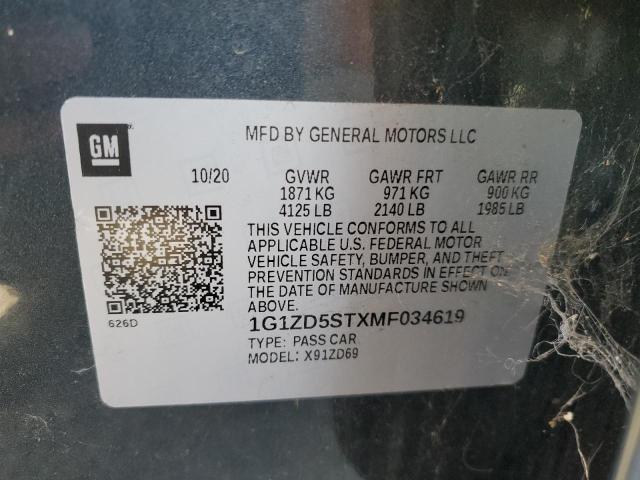 GM
MFD BY GENERAL MOTORS LLC
10/20 GVWR GAWR FRT GAWR RR
1871 KG 971 KG 900 KG
4125 LB 2140 LB 1985 LB
THIS VEHICLE CONFORMS TO ALL
APPLICABLE U.S. FEDERAL MOTOR
VEHICLE SAFETY, BUMPER, AND THEFT
PREVENTION STANDARDS IN EFFECT ON
THE DATE OF MANUFACTURE SHOWN
ABOVE.
626D
1G1ZD5STXMF034619
TYPE: PASS CAR
MODEL: X91ZD69